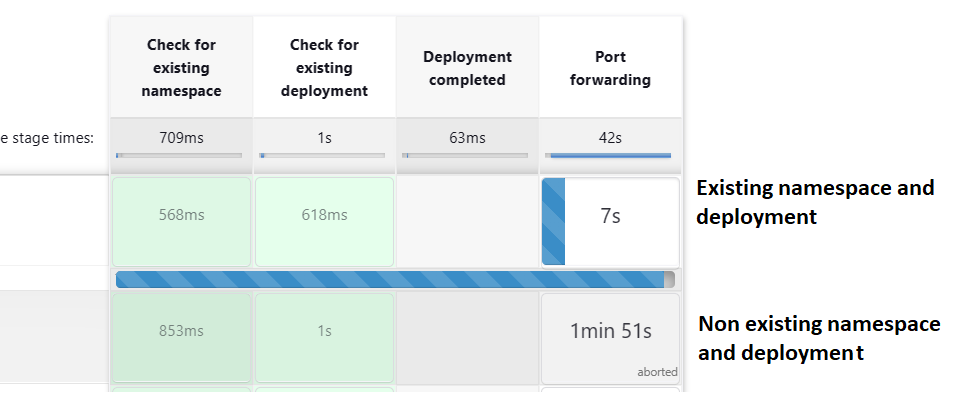 Check for
existing
namespace
Check for
existing
deployment
Deployment
completed
Port
forwarding
e stage times:
709ms
1s
63ms
42s
568ms
618ms
7s
Existing namespace and
deployment
853ms
1s
1min 51s
aborted
Non existing namespace
and deployment